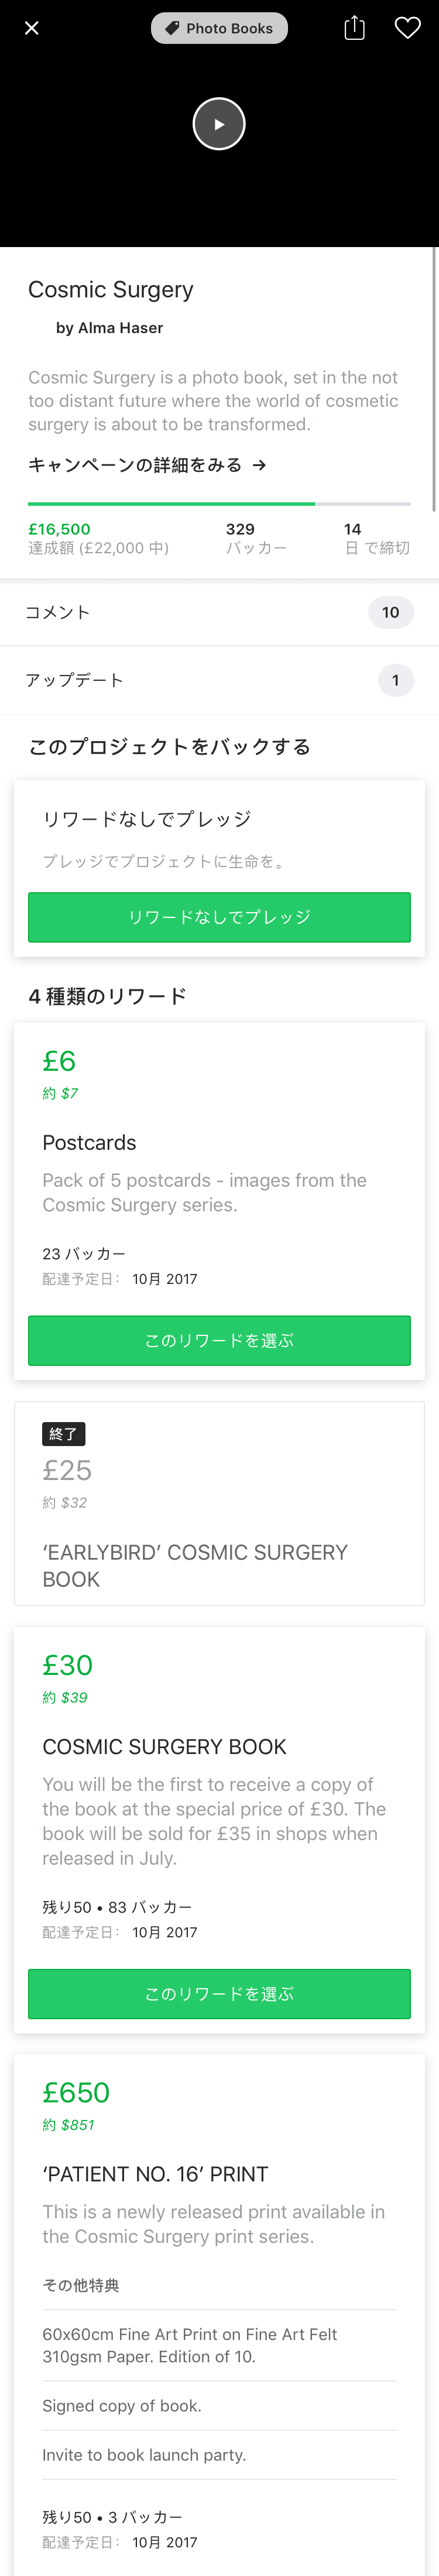 Photo Books
Cosmic Surgery
by Alma Haser
Cosmic Surgery is a photo book, set in the not
too distant future where the world of cosmetic
surgery is about to be transformed.
キャンペーンの詳細をみる →
£16,500
達成額 (£22,000 中)
329
バッカー
14
日 で締切
コメント
10
アップデート
1
このプロジェクトをバックする
リワードなしでプレッジ
プレッジでプロジェクトに生命を。
リワードなしでプレッジ
4 種類のリワード
£6
約 $7
Postcards
Pack of 5 postcards - images from the
Cosmic Surgery series.
23 バッカー
配達予定日： 10月 2017
このリワードを選ぶ
終了
£25
約 $32
‘EARLYBIRD’ COSMIC SURGERY
BOOK
£30
約 $39
COSMIC SURGERY BOOK
You will be the first to receive a copy of
the book at the special price of £30. The
book will be sold for £35 in shops when
released in July.
残り50 • 83 バッカー
配達予定日： 10月 2017
このリワードを選ぶ
£650
約 $851
‘PATIENT NO. 16’ PRINT
This is a newly released print available in
the Cosmic Surgery print series.
その他特典
60x60cm Fine Art Print on Fine Art Felt
310gsm Paper. Edition of 10.
Signed copy of book.
Invite to book launch party.
残り50 • 3 バッカー
配達予定日： 10月 2017